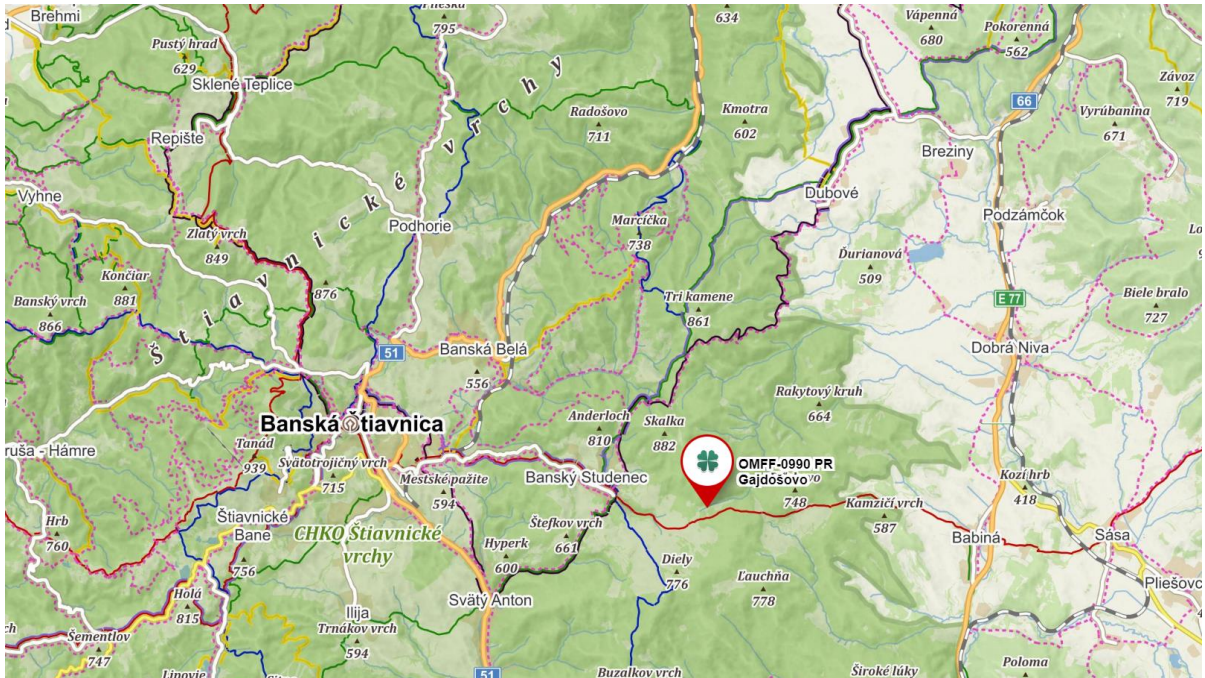 Brehmi
795
634
Vápenná
680
Pokorenná
562
Pustý hrad
629
Sklené Teplice
Závoz
719
Radošovo
711
Kmotra
602
66
Vyrúbanina
671
Repište
Breziny
Vyhne
Dubové
Podhorie
Marcíčka
738
Podzámčok
Zlatý vrch
849
Štiavnické vrchy
Ďurianová
509
Končiar
881
876
Banský vrch
866
Tri kamene
861
E 77
Biele bralo
727
51
Banská Belá
Dobrá Niva
556
Rakytový kruh
664
Banská Štiavnica
Anderloch
810
Skalka
882
ruša - Hámre
Tanád
939
Svätotrojičný vrch
715
Mestské pažite
594
Banský Studenec
OMFF-0990 PR
Gajdošovo
748
Kozí hrb
418
Kamzičí vrch
587
Štiavnické
Bane
Hrb
760
CHKO Štiavnické
vrchy
Štefkov vrch
661
Babiná
Sása
Hyperk
600
756
Diely
776
Ľauchňa
778
Pliešovc
Holá
815
Svätý Anton
Ilija
Trnákov vrch
594
Šementlov
747
51
Buzalkov vrch
Široké lúky
Poloma